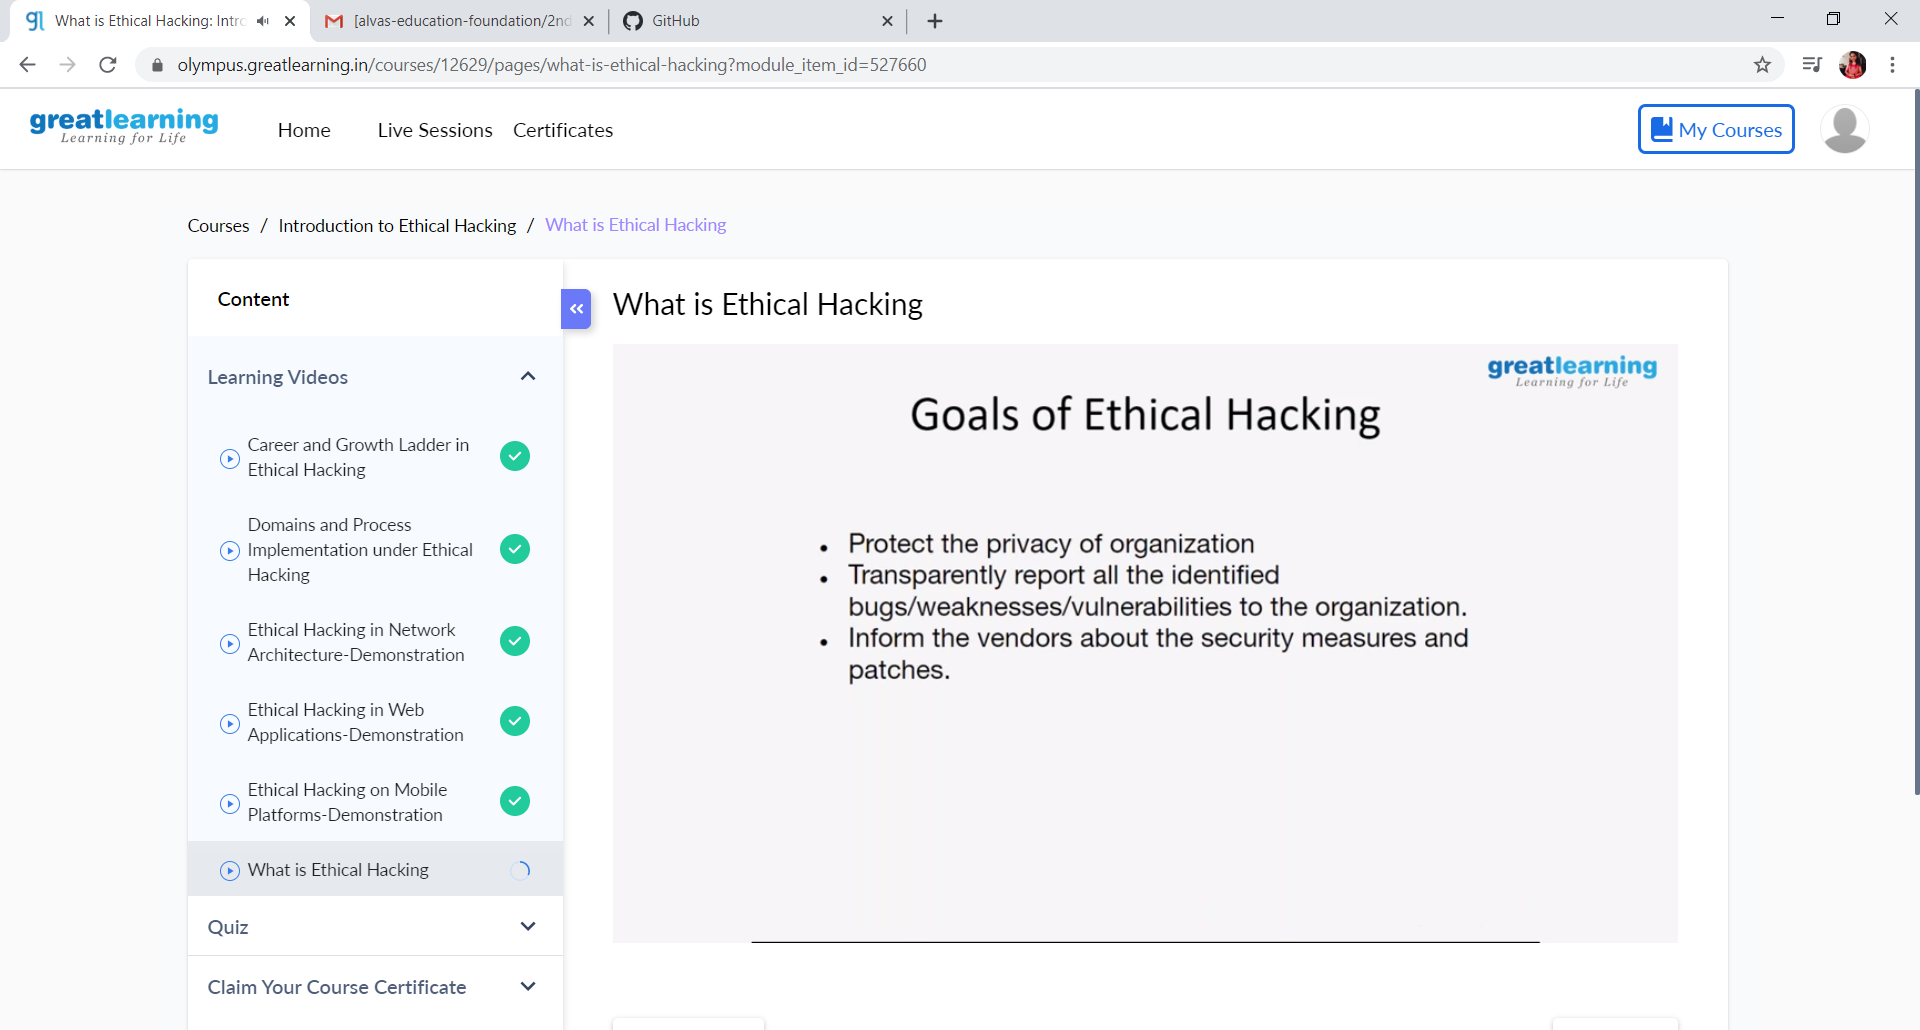 What is Ethical Hacking: Intro
[alvas-education-foundation/2nd
GitHub
olympus.greatlearning.in/courses/12629/pages/what-is-ethical-hacking?module_item_id=527660
greatlearning
Learning for Life
Home
Live Sessions
Certificates
My Courses
Courses / Introduction to Ethical Hacking / What is Ethical Hacking
Content
Learning Videos
Career and Growth Ladder in
Ethical Hacking
Domains and Process
Implementation under Ethical
Hacking
Ethical Hacking in Network
Architecture-Demonstration
Ethical Hacking in Web
Applications-Demonstration
Ethical Hacking on Mobile
Platforms-Demonstration
What is Ethical Hacking
Quiz
Claim Your Course Certificate
What is Ethical Hacking
greatlearning
Learning for Life
Goals of Ethical Hacking
• Protect the privacy of organization
• Transparently report all the identified
bugs/weaknesses/vulnerabilities to the organization.
• Inform the vendors about the security measures and
patches.